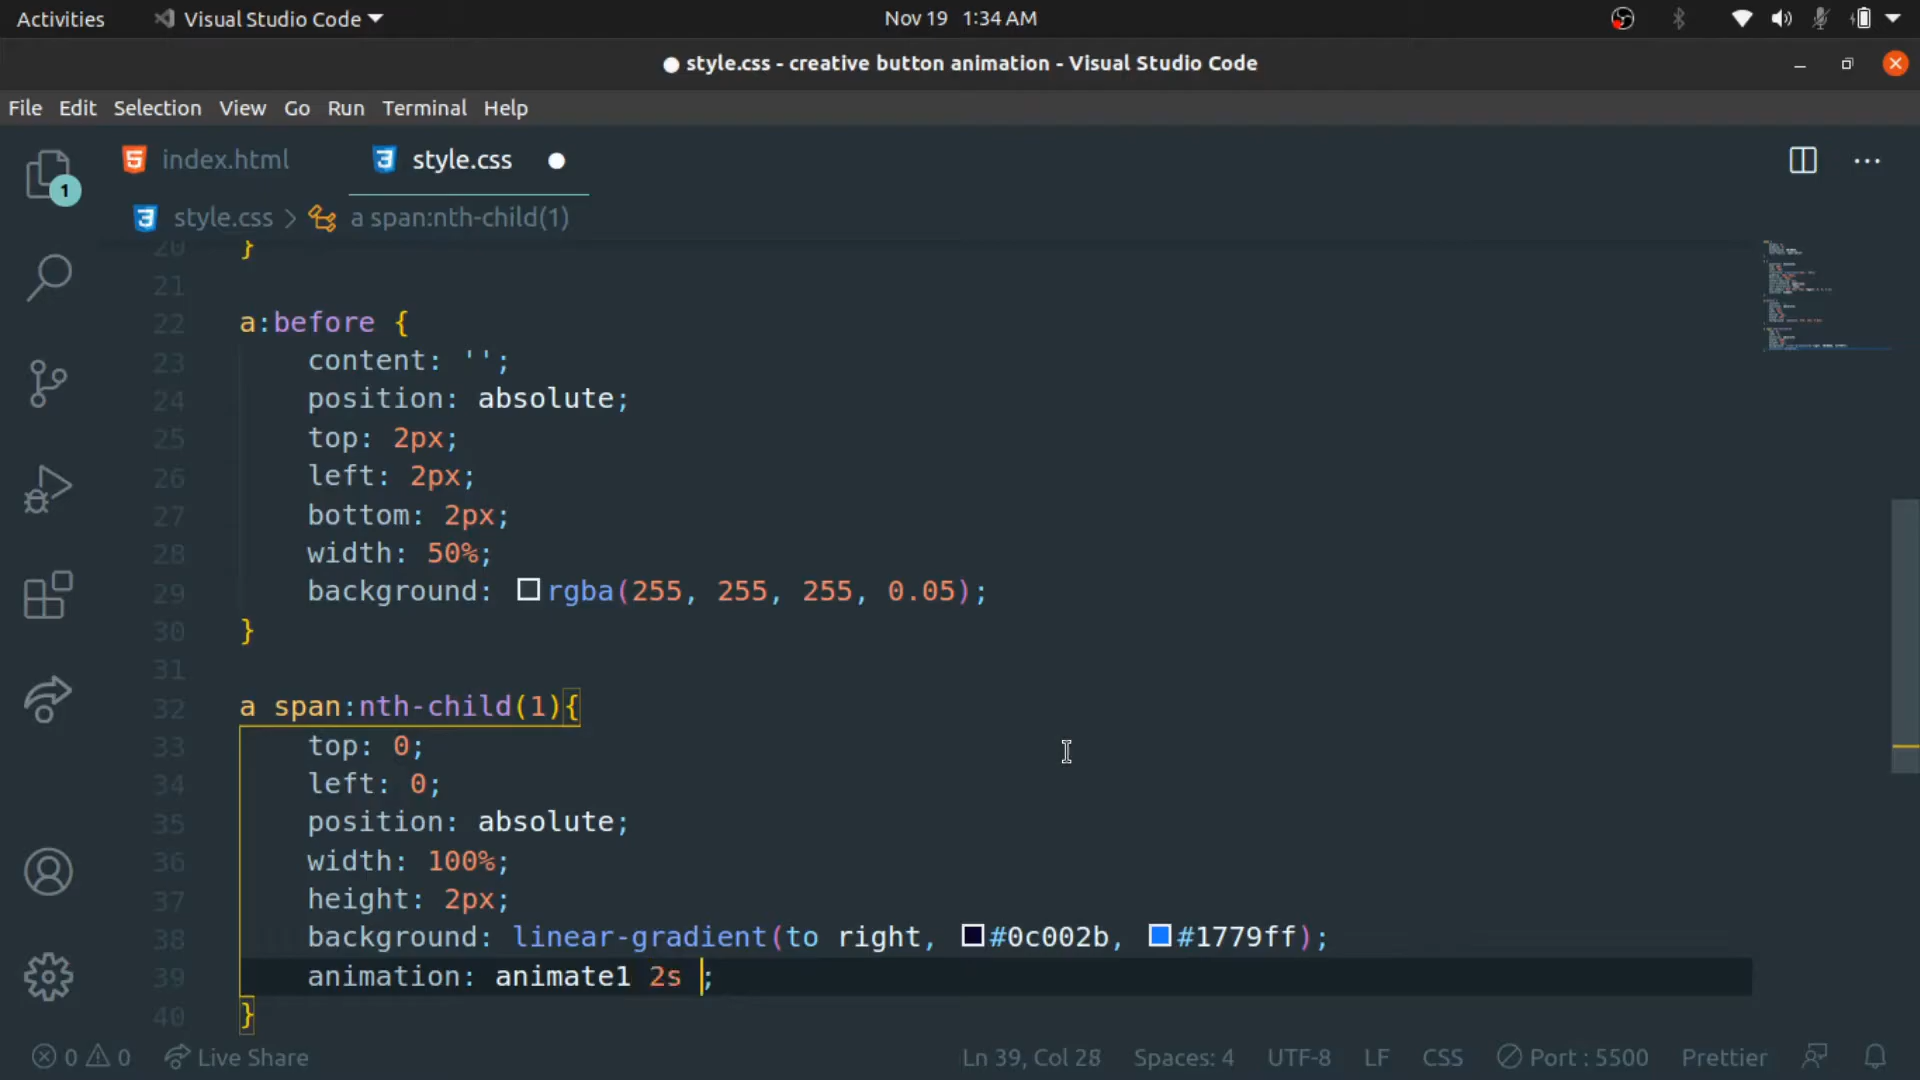 Activities Visual Studio Code Nov 19 1:34 AM
● style.css - creative button animation - Visual Studio Code
File Edit Selection View Go Run Terminal Help
index.html style.css
1
style.css > a span:nth-child(1)
20 }
21
22 a:before {
23 content: '';
24 position: absolute;
25 top: 2px;
26 left: 2px;
27 bottom: 2px;
28 width: 50%;
29 background: rgba(255, 255, 255, 0.05);
30 }
31
32 a span:nth-child(1){
33 top: 0;
34 left: 0;
35 position: absolute;
36 width: 100%;
37 height: 2px;
38 background: linear-gradient(to right, #0c002b, #1779ff);
39 animation: animate1 2s ;
40 }
0 0 Live Share Ln 39, Col 28 Spaces: 4 UTF-8 LF CSS Port : 5500 Prettier